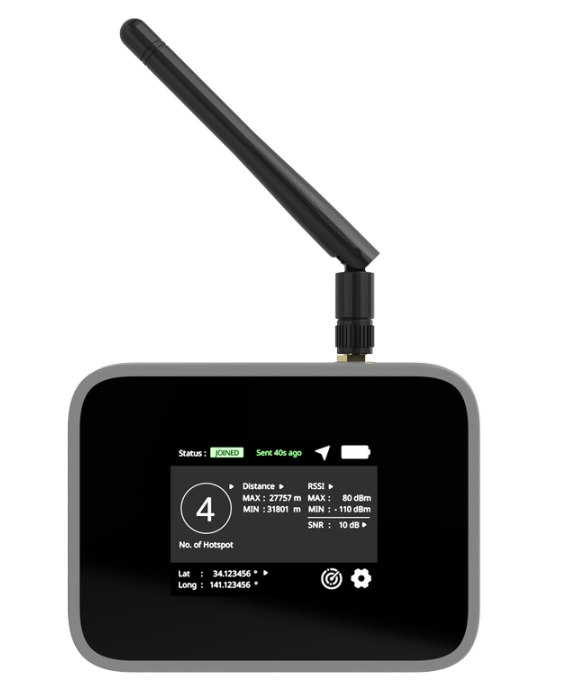 Status : JOINED Sent 40s ago
4
No. of Hotspot
Distance
MAX : 27757 m
MIN : 31801 m
RSSI
MAX : 80 dBm
MIN : - 110 dBm
SNR : 10 dB
Lat : 34.123456 °
Long : 141.123456 °